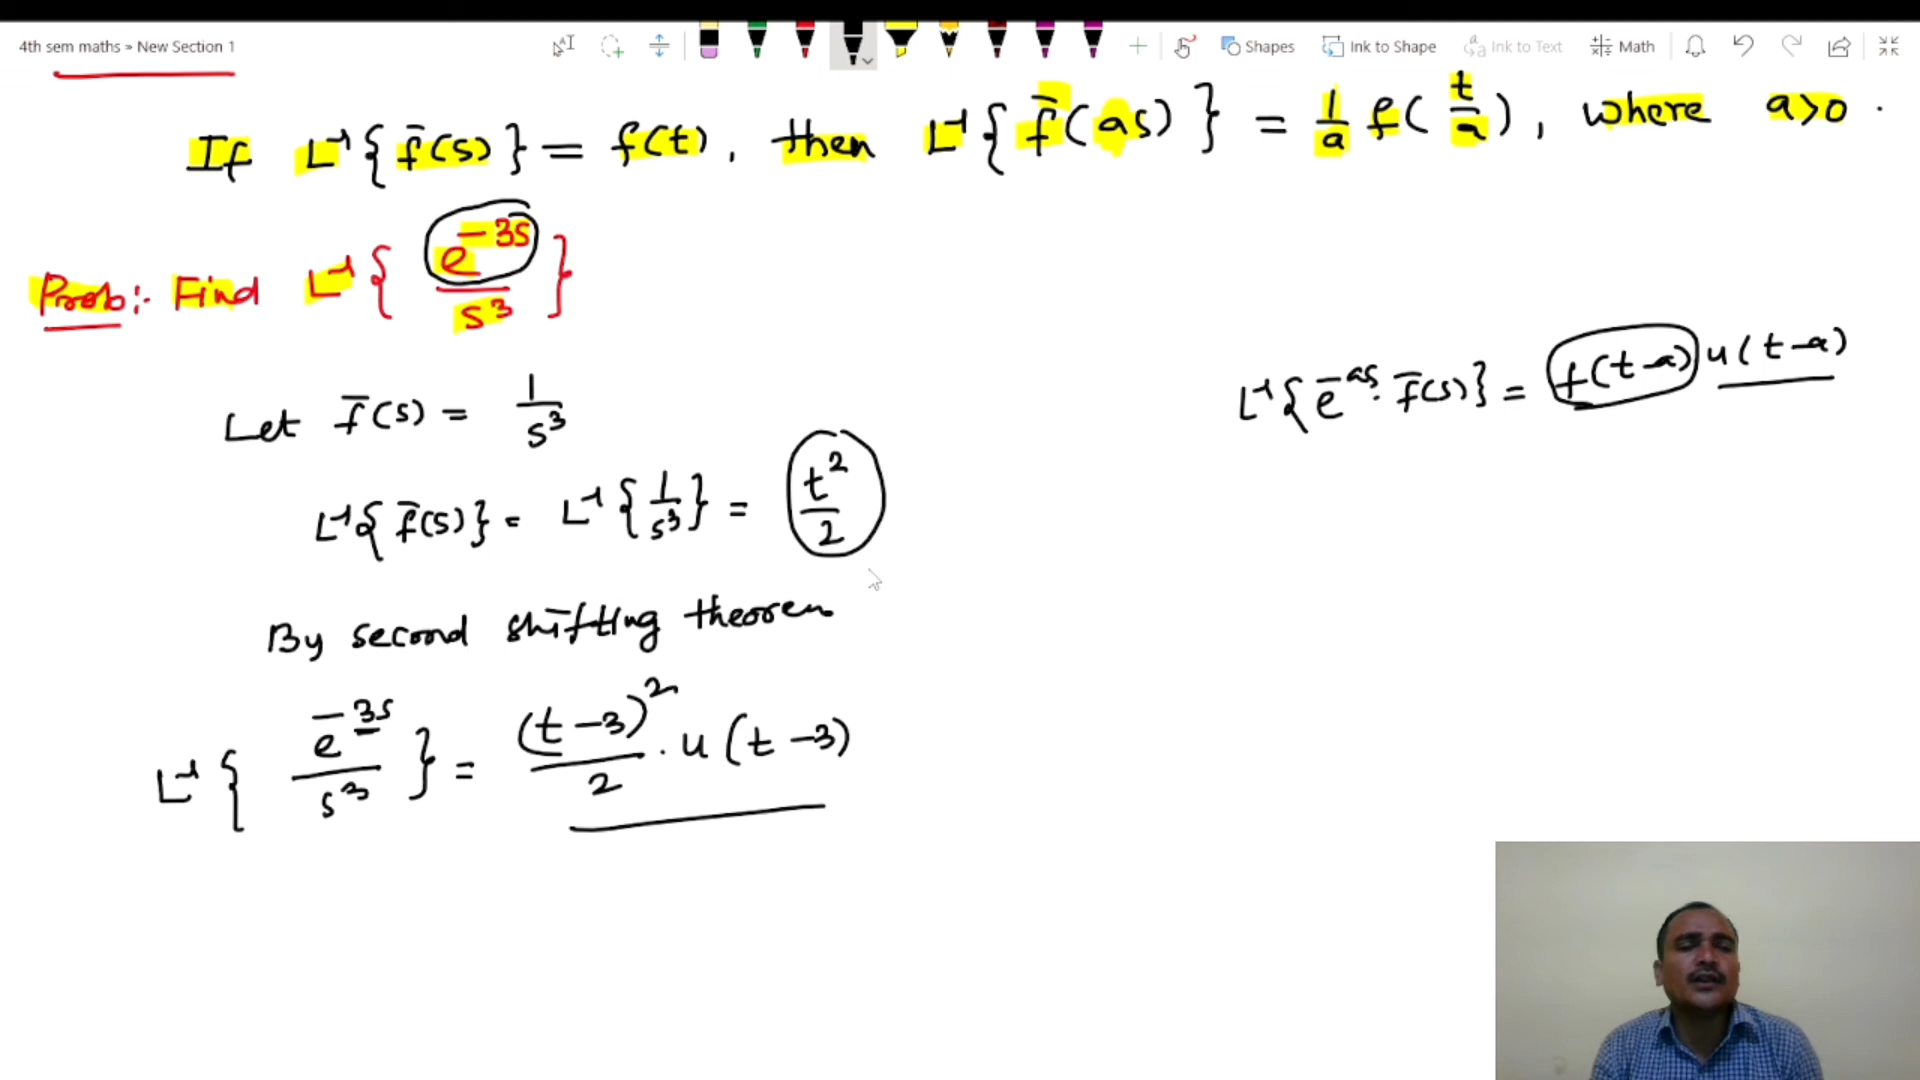 4th sem maths » New Section 1
Shapes Ink to Shape Ink to Text Math
If L⁻¹{f̄(s)} = f(t), then L⁻¹{f̄(as)} = 1/a f(t/a), where a>0.
Prob:- Find L⁻¹{e^(-3s)/s³}
L⁻¹{e^(-as). f̄(s)} = f(t-a) u(t-a)
Let f̄(s) = 1/s³
L⁻¹{f̄(s)} = L⁻¹{1/s³} = t²/2
By second shifting theorem
L⁻¹{e^(-3s)/s³} = (t-3)²/2 . u(t-3)